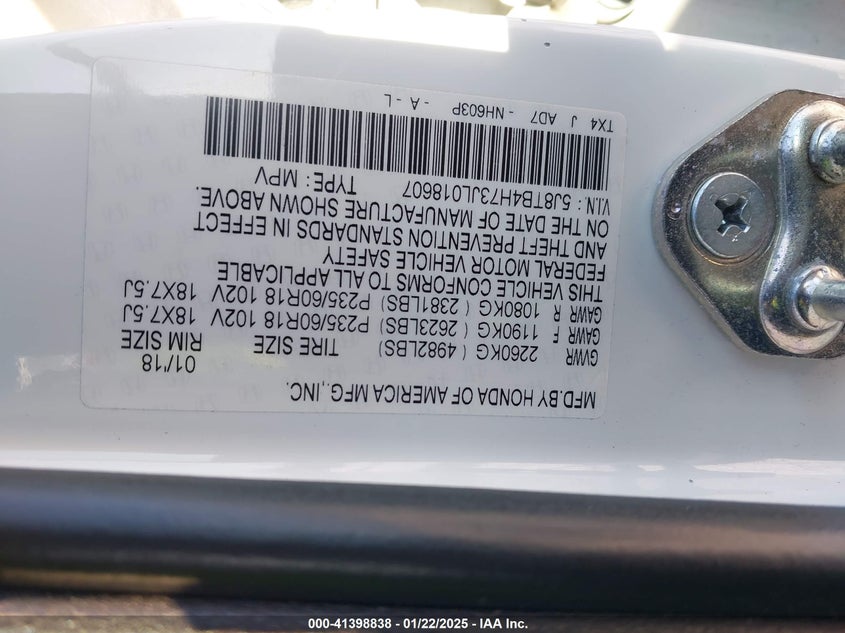 MFD.BY HONDA OF AMERICA MFG.,INC.
01/18
GVWR 2260KG ( 4982LBS) TIRE SIZE RIM SIZE
GAWR F 1190KG ( 2623LBS) P235/60R18 102V 18X7.5J
GAWR R 1080KG ( 2381LBS) P235/60R18 102V 18X7.5J
THIS VEHICLE CONFORMS TO ALL APPLICABLE
FEDERAL MOTOR VEHICLE SAFETY
AND THEFT PREVENTION STANDARDS IN EFFECT
ON THE DATE OF MANUFACTURE SHOWN ABOVE.
V.I.N.: 5J8TB4H73JL018607 TYPE: MPV
TX4 J AD7 -NH603P -A -L
000-41398838 - 01/22/2025 - IAA Inc.